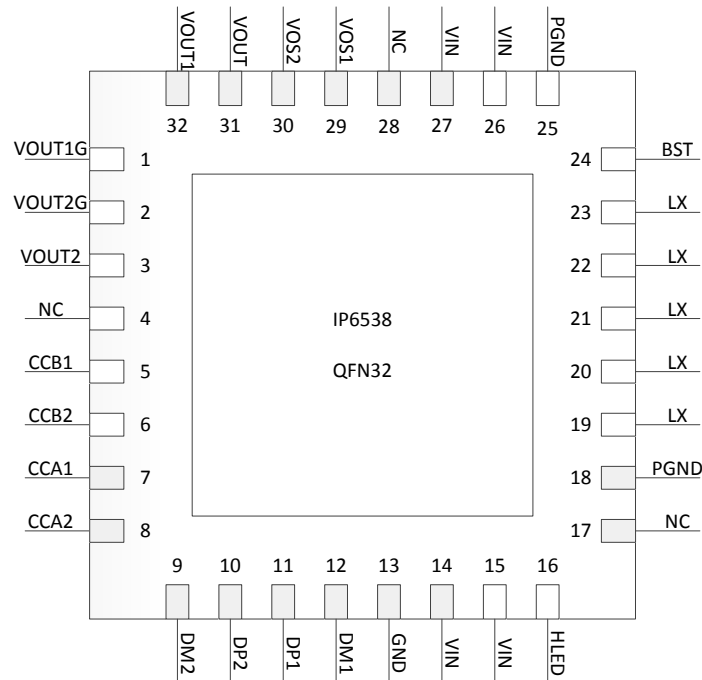 VOUT1 VOUT VOS2 VOS1 NC VIN VIN PGND
32 31 30 29 28 27 26 25
VOUT1G 1 24 BST
VOUT2G 2 23 LX
VOUT2 3 22 LX
NC 4 21 LX
IP6538
CCB1 5 20 LX
QFN32
CCB2 6 19 LX
CCA1 7 18 PGND
CCA2 8 17 NC
9 10 11 12 13 14 15 16
DM2 DP2 DP1 DM1 GND VIN VIN HLED